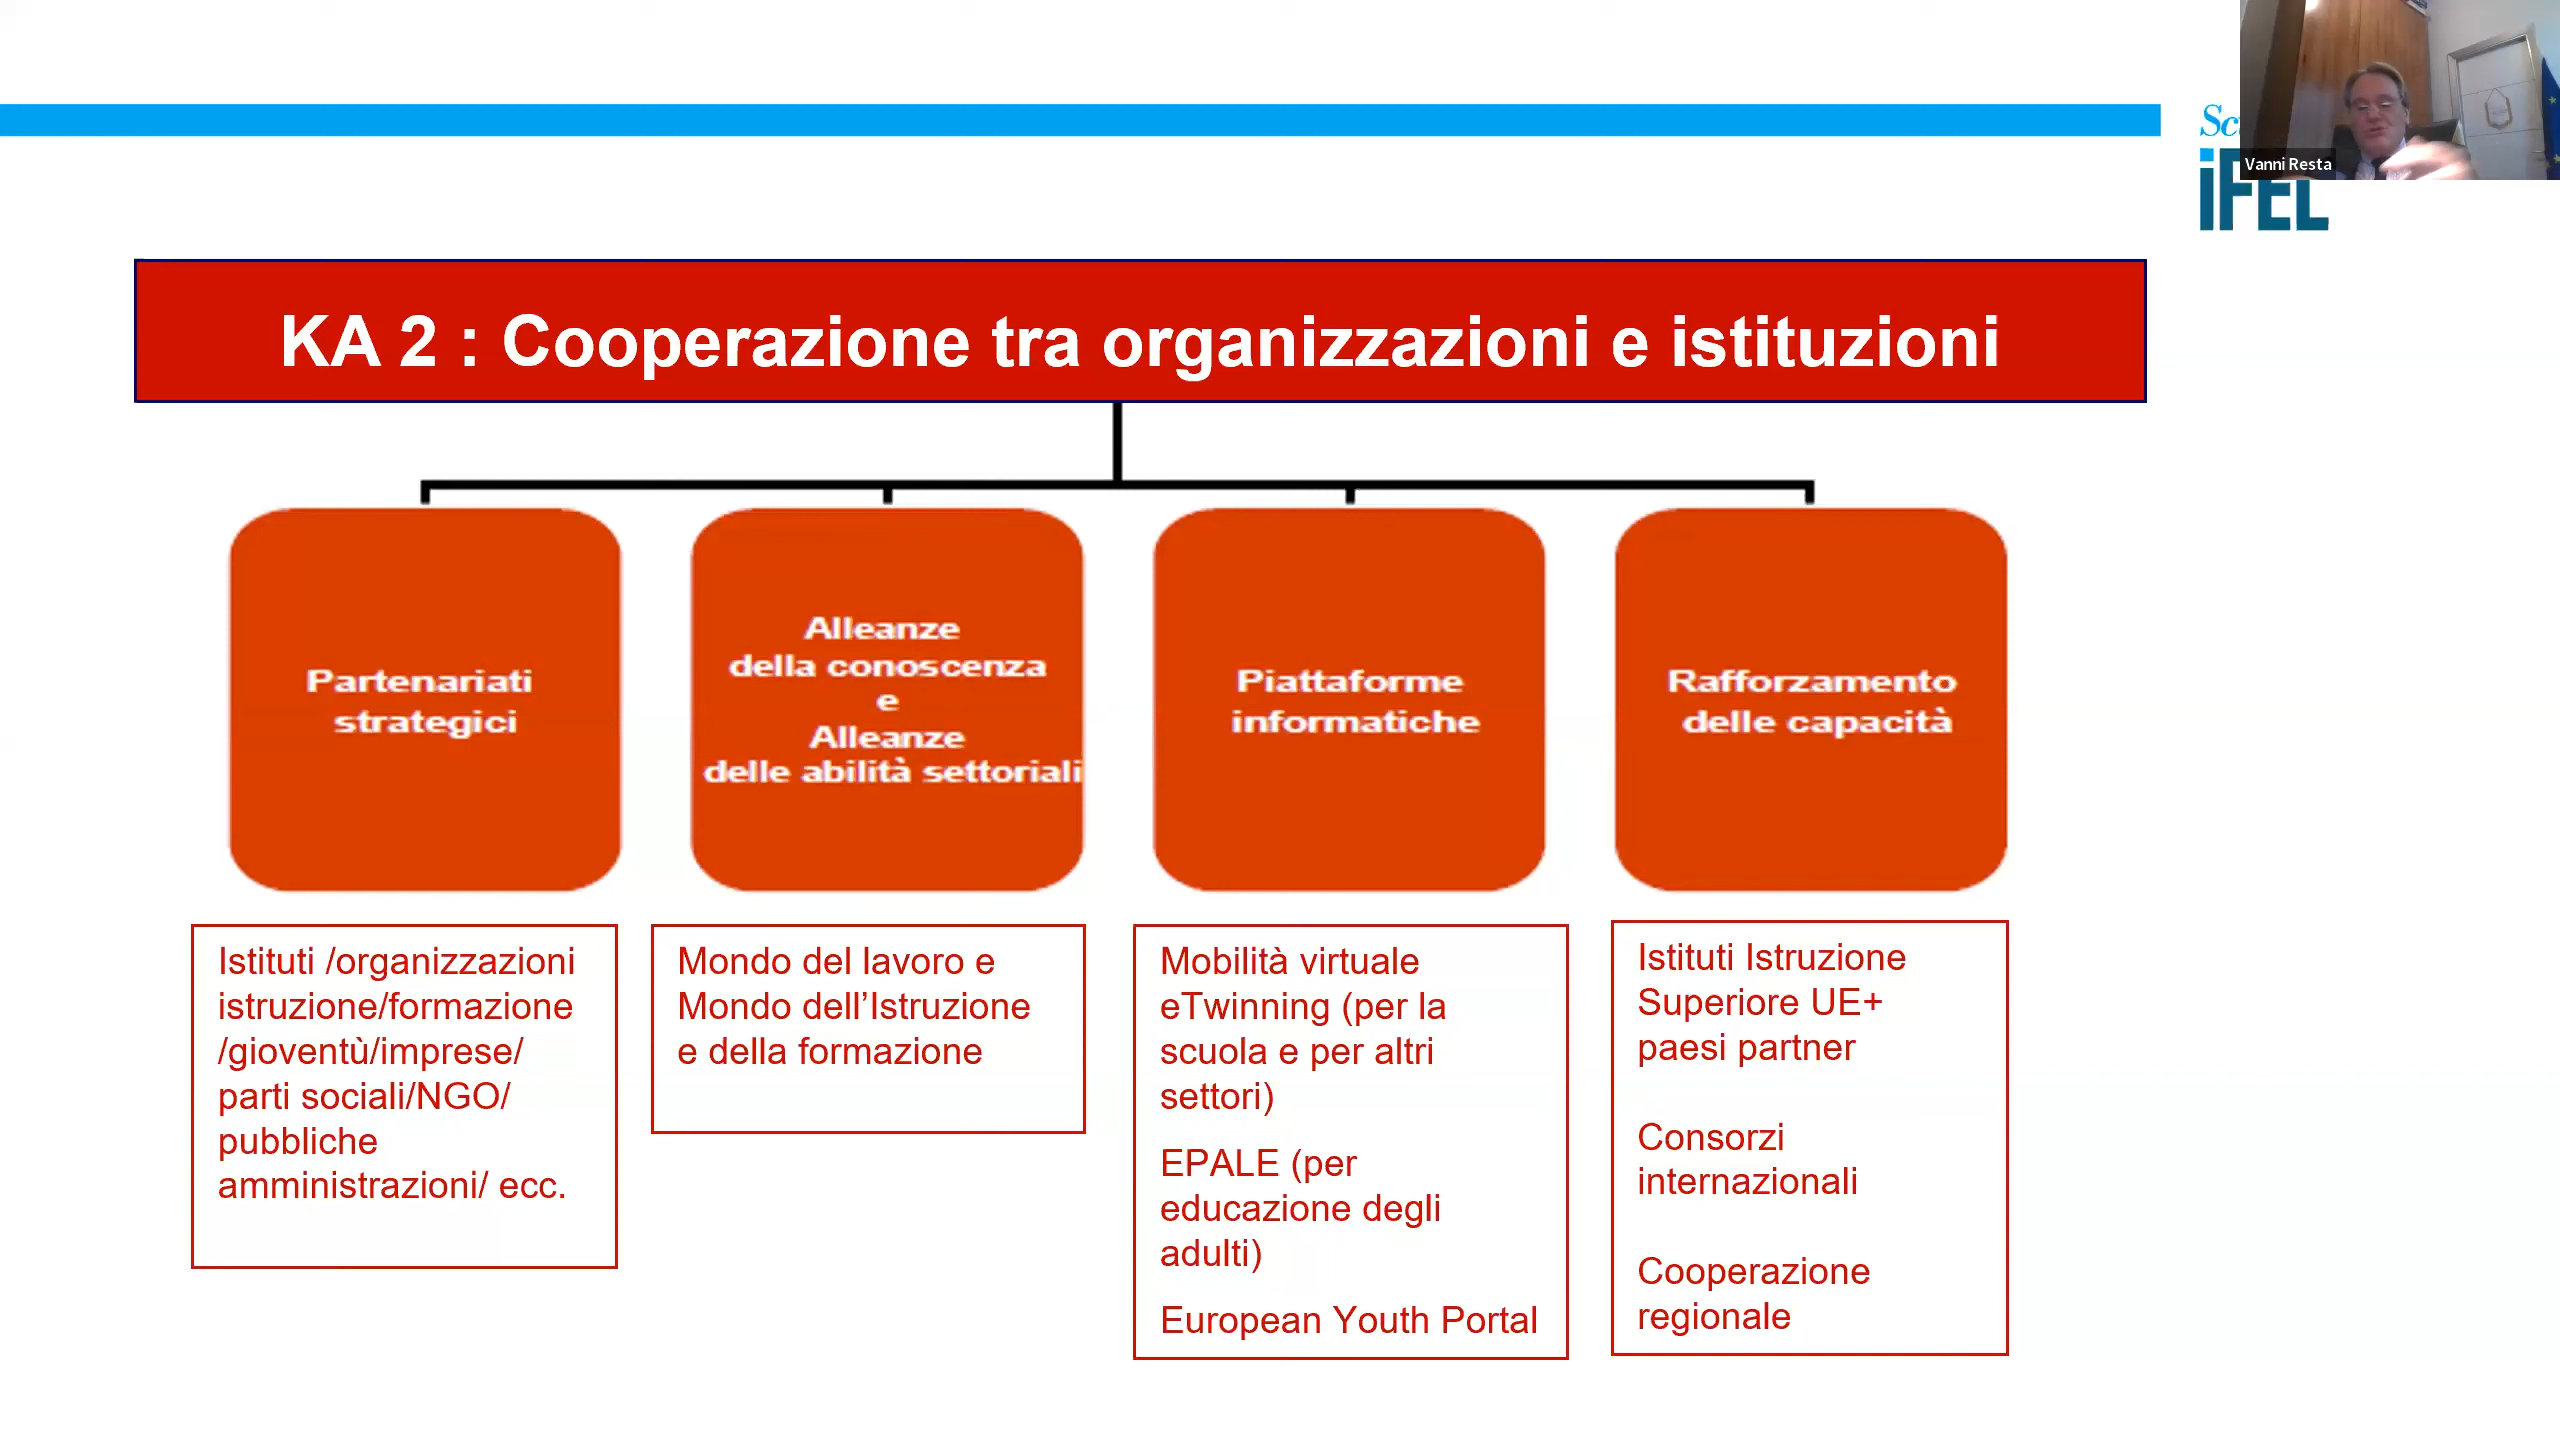 Vanni Resta
iFEL
KA 2 : Cooperazione tra organizzazioni e istituzioni
Partenariati
strategici
Alleanze
della conoscenza
e
Alleanze
delle abilità settoriali
Piattaforme
informatiche
Rafforzamento
delle capacità
Istituti /organizzazioni
istruzione/formazione
/gioventù/imprese/
parti sociali/NGO/
pubbliche
amministrazioni/ ecc.
Mondo del lavoro e
Mondo dell’Istruzione
e della formazione
Mobilità virtuale
eTwinning (per la
scuola e per altri
settori)
EPALE (per
educazione degli
adulti)
European Youth Portal
Istituti Istruzione
Superiore UE+
paesi partner
Consorzi
internazionali
Cooperazione
regionale